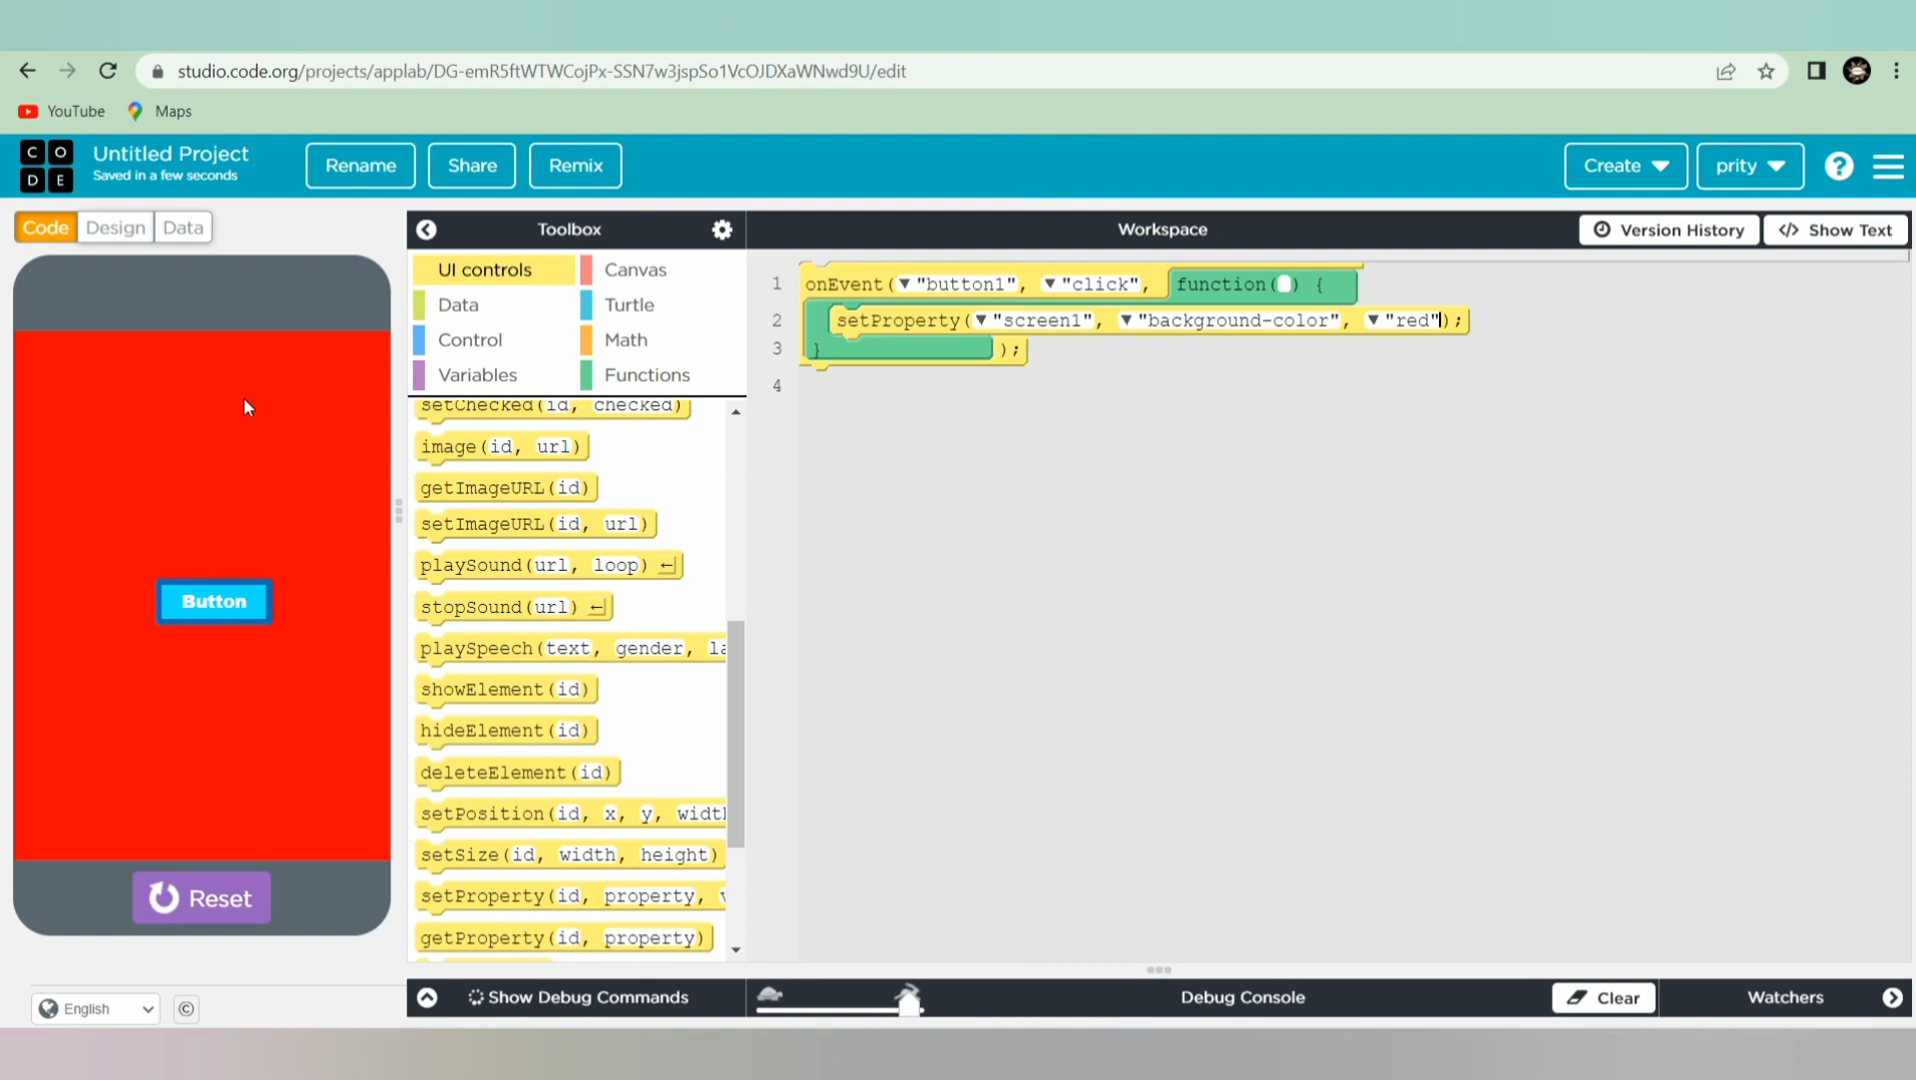 studio.code.org/projects/applab/DG-emR5ftWTWCojPx-SSN7w3jspSo1VcOJDXaWNwd9U/edit
YouTube Maps
CO
DE
Untitled Project
Saved in a few seconds
Rename Share Remix
Create prity ?
Code Design Data
Toolbox
Workspace
Version History </> Show Text
UI controls Canvas
Data Turtle
Control Math
Variables Functions
setChecked(id, checked)
image(id, url)
getImageURL(id)
setImageURL(id, url)
playSound(url, loop)
stopSound(url)
playSpeech(text, gender, la
showElement(id)
hideElement(id)
deleteElement(id)
setPosition(id, x, y, widt
setSize(id, width, height)
setProperty(id, property, v
getProperty(id, property)
1 onEvent("button1", "click", function() {
2 setProperty("screen1", "background-color", "red");
3 } );
4
Button
Reset
English ©
Show Debug Commands
Debug Console
Clear
Watchers